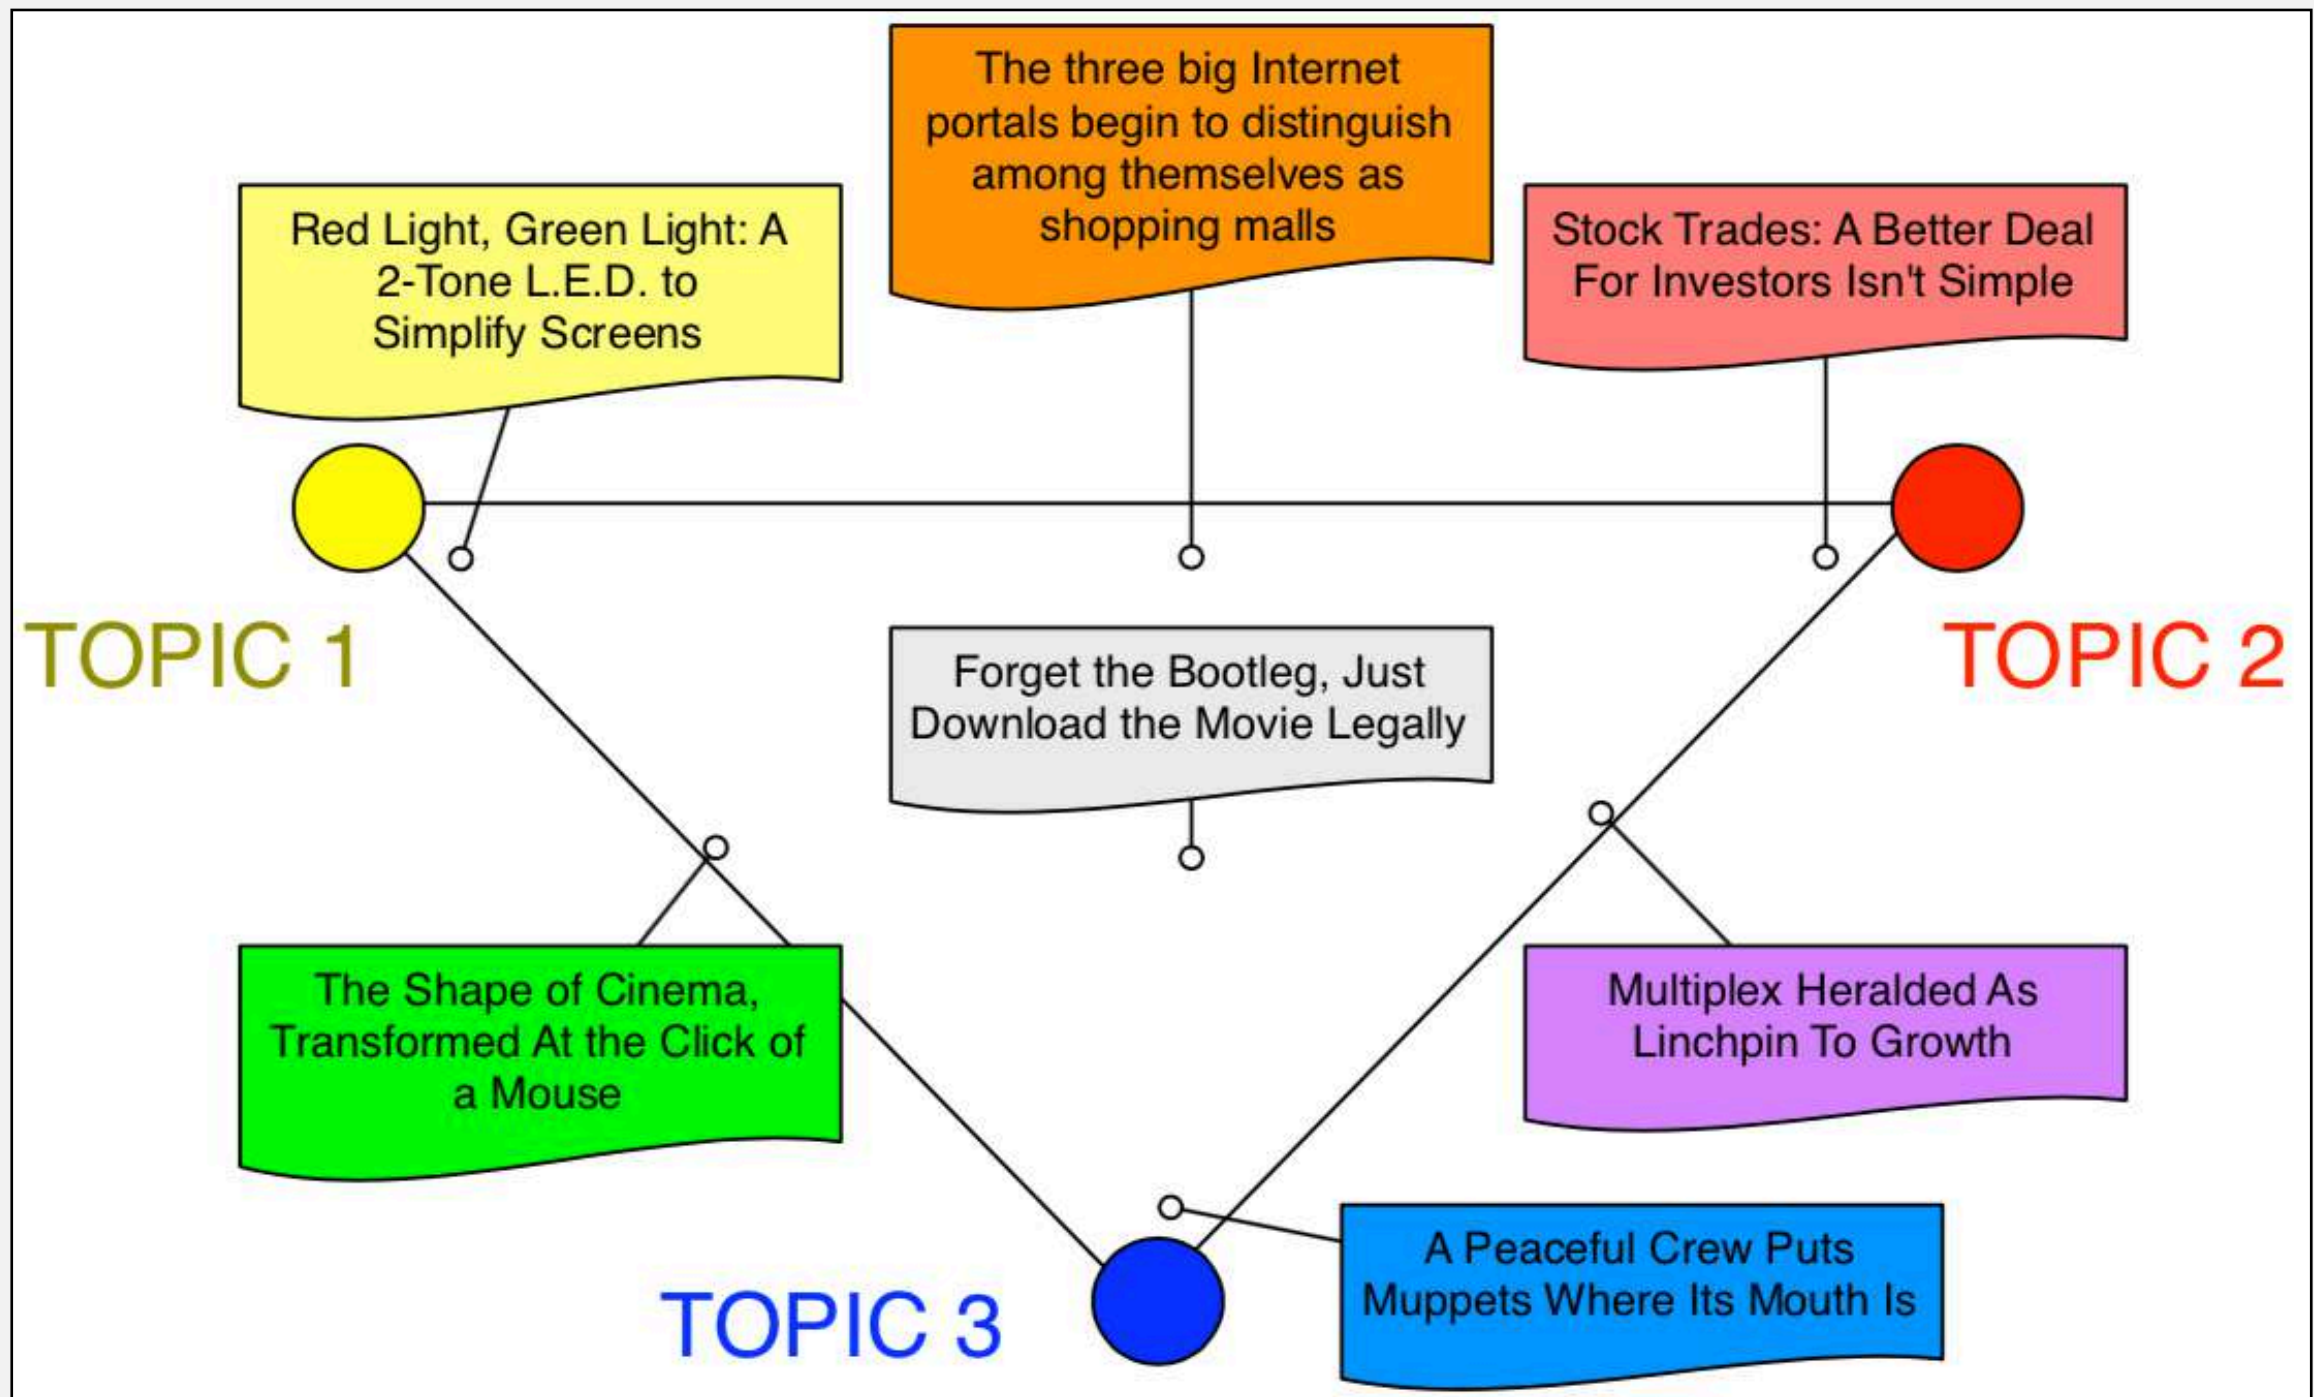 The three big Internet
portals begin to distinguish
among themselves as
shopping malls
Red Light, Green Light: A
2-Tone L.E.D. to
Simplify Screens
Stock Trades: A Better Deal
For Investors Isn't Simple
TOPIC 1
Forget the Bootleg, Just
Download the Movie Legally
TOPIC 2
The Shape of Cinema,
Transformed At the Click of
a Mouse
Multiplex Heralded As
Linchpin To Growth
TOPIC 3
A Peaceful Crew Puts
Muppets Where Its Mouth Is